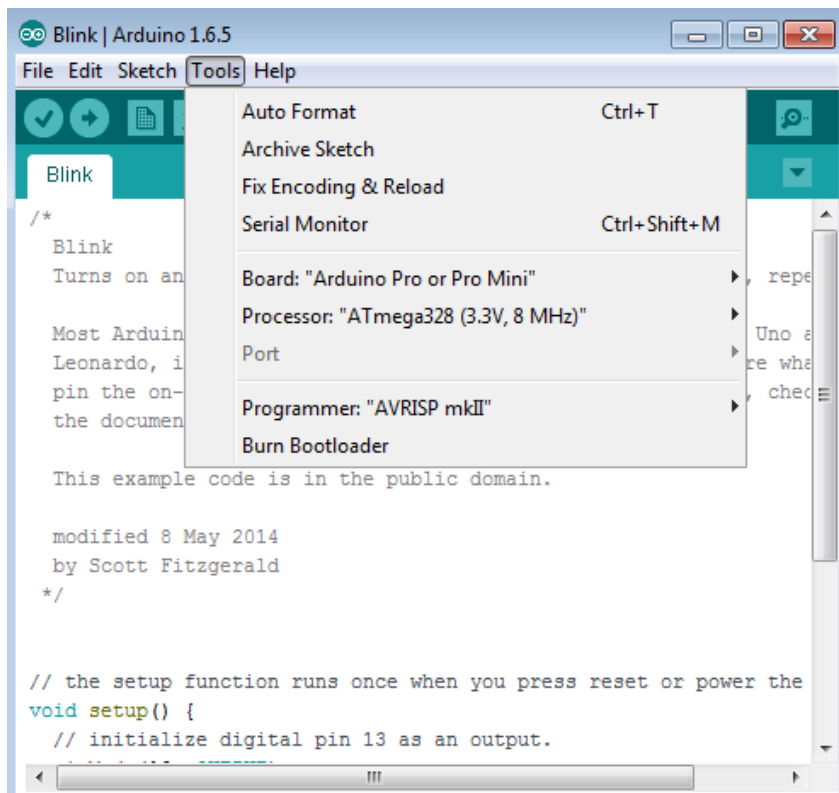 Blink | Arduino 1.6.5
File Edit Sketch Tools Help
Auto Format Ctrl+T
Archive Sketch
Fix Encoding & Reload
Serial Monitor Ctrl+Shift+M
Board: "Arduino Pro or Pro Mini"
Processor: "ATmega328 (3.3V, 8 MHz)"
Port
Programmer: "AVRISP mkII"
Burn Bootloader
Blink
/*
Blink
Turns on an , repe
Most Arduin Uno a
Leonardo, i re wha
pin the on- , chec
the documen
This example code is in the public domain.
modified 8 May 2014
by Scott Fitzgerald
*/
// the setup function runs once when you press reset or power the
void setup() {
// initialize digital pin 13 as an output.